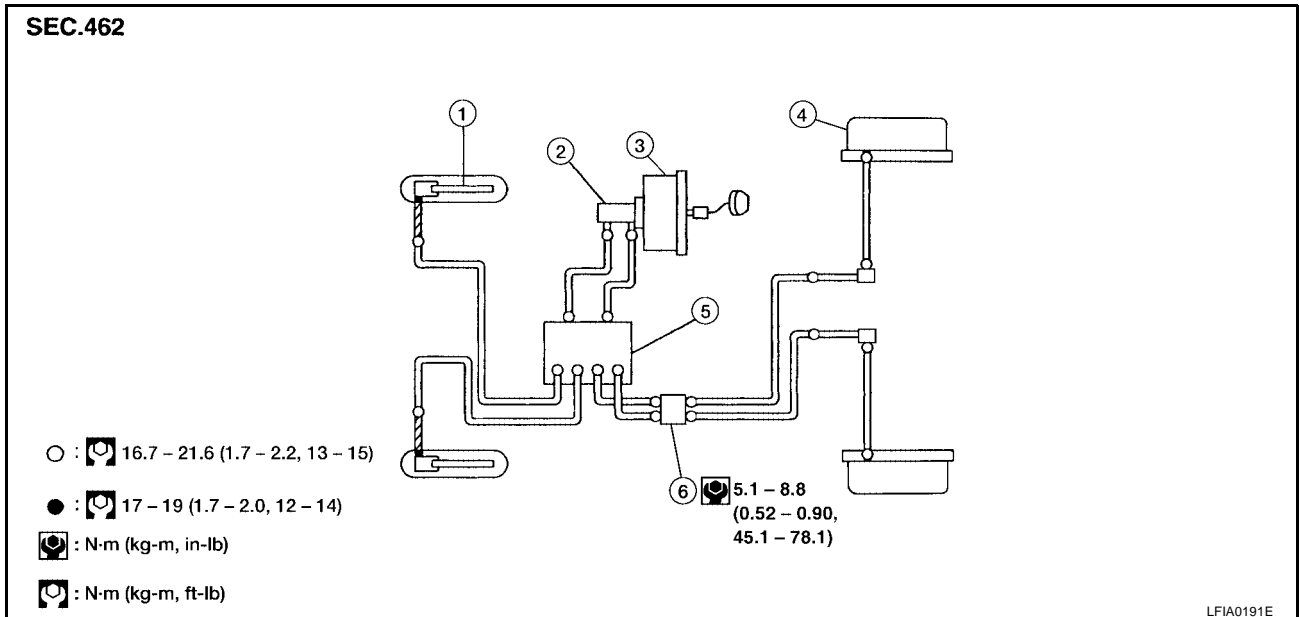 SEC.462
1
2
3
4
5
6
5.1 – 8.8
(0.52 – 0.90,
45.1 – 78.1)
: 16.7 – 21.6 (1.7 – 2.2, 13 – 15)
: 17 – 19 (1.7 – 2.0, 12 – 14)
: N·m (kg-m, in-lb)
: N·m (kg-m, ft-lb)
LFIA0191E